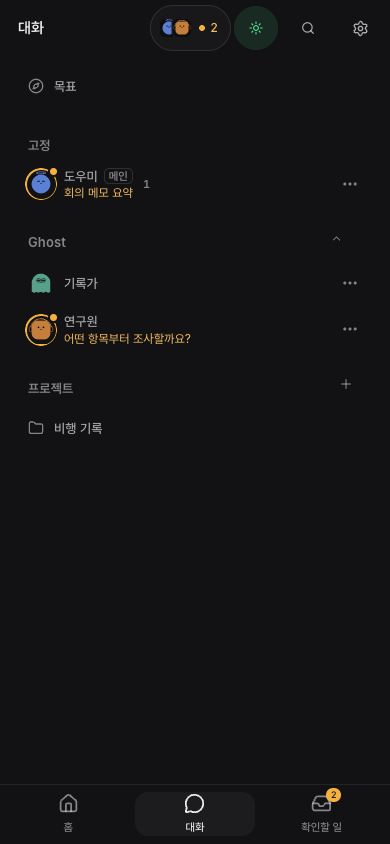 대화
2
목표
고정
도우미 메인
회의 메모 요약 1
Ghost
기록가
연구원
어떤 항목부터 조사할까요?
프로젝트
비행 기록
2
홈
대화
확인할 일